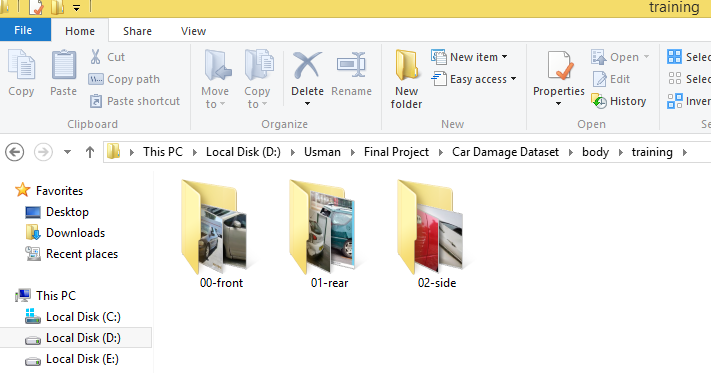 training
File Home Share View
Copy Paste Cut Copy path Paste shortcut Move to Copy to Delete Rename New folder New item Easy access Properties Open Edit History Selec Selec Inver
Clipboard Organize New Open Se
This PC Local Disk (D:) Usman Final Project Car Damage Dataset body training
Favorites
Desktop
Downloads
Recent places
This PC
Local Disk (C:)
Local Disk (D:)
Local Disk (E:)
00-front 01-rear 02-side